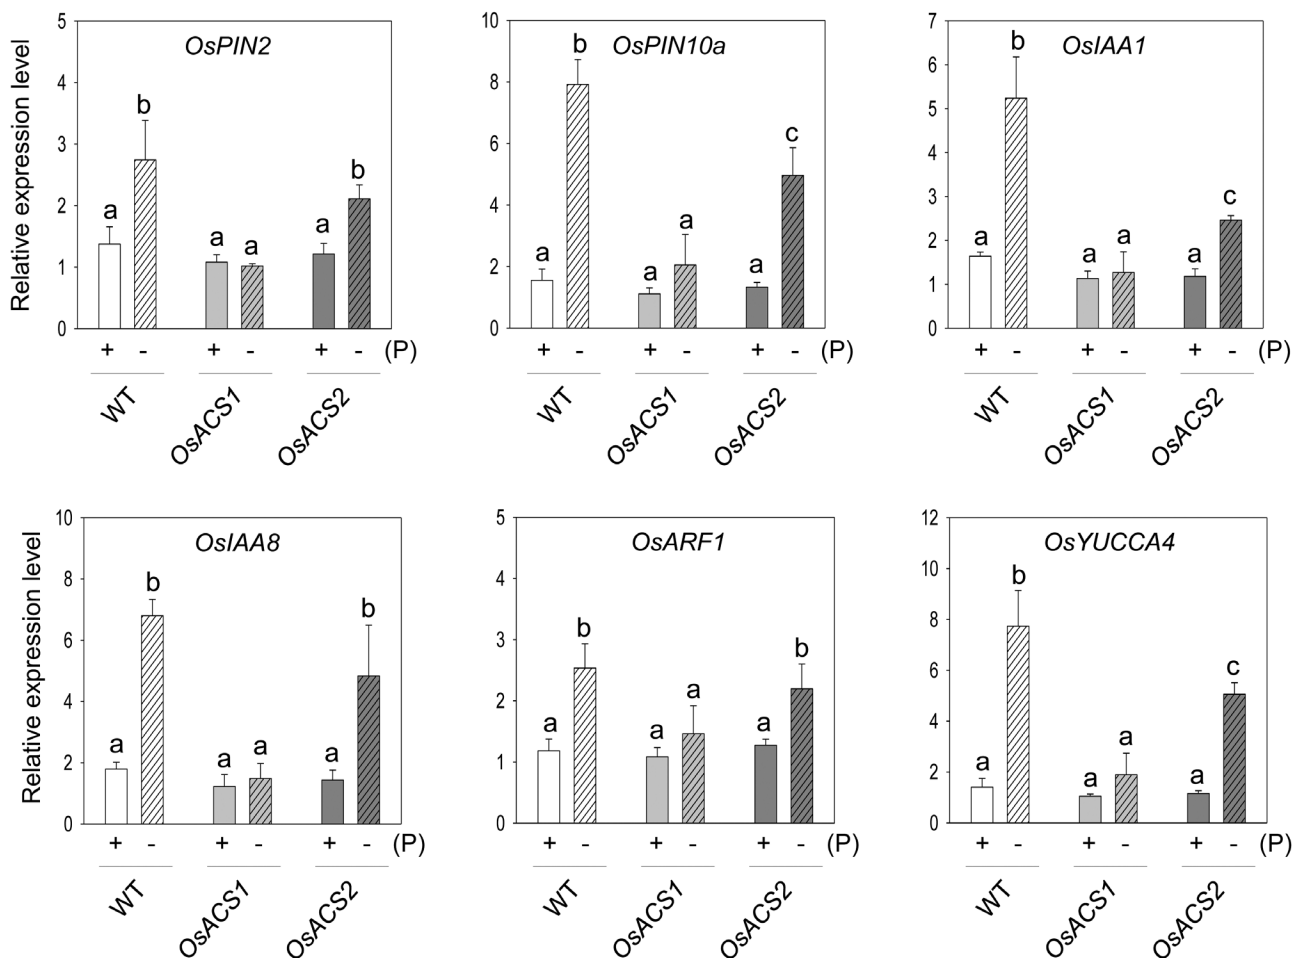 OsPIN2
Relative expression level
5
4
3
2
1
0
a b a a a b
+ - + - + - (P)
WT OsACS1 OsACS2
OsPIN10a
10
8
6
4
2
0
a b a a a c
+ - + - + - (P)
WT OsACS1 OsACS2
OsIAA1
7
6
5
4
3
2
1
0
a b a a a c
+ - + - + - (P)
WT OsACS1 OsACS2
OsIAA8
Relative expression level
10
8
6
4
2
0
a b a a a b
+ - + - + - (P)
WT OsACS1 OsACS2
OsARF1
5
4
3
2
1
0
a b a a a b
+ - + - + - (P)
WT OsACS1 OsACS2
OsYUCCA4
12
10
8
6
4
2
0
a b a a a c
+ - + - + - (P)
WT OsACS1 OsACS2